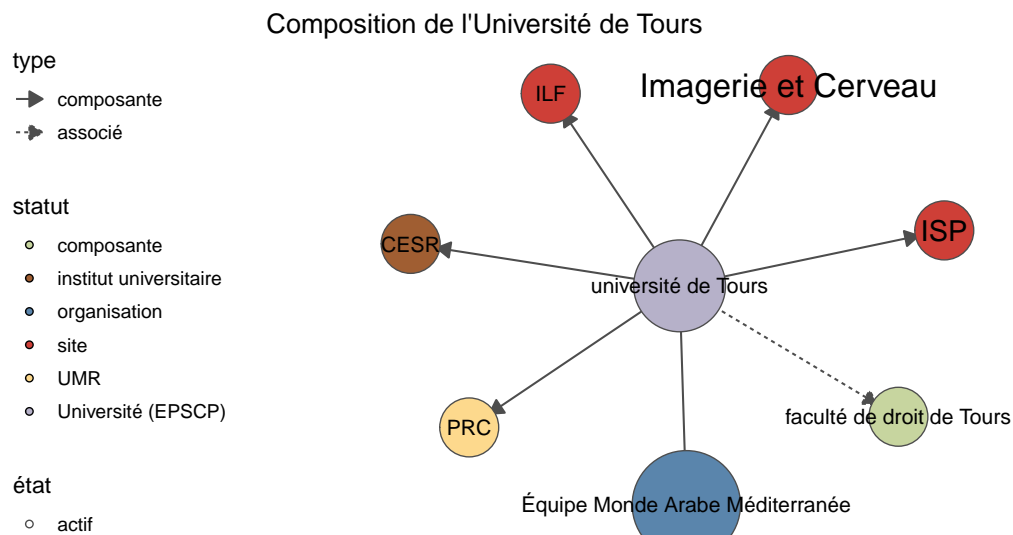 Composition de l'Université de Tours
type
composante
associé
statut
composante
institut universitaire
organisation
site
UMR
Université (EPSCP)
état
actif
ILF
Imagerie et Cerveau
CESR
ISP
université de Tours
PRC
faculté de droit de Tours
Équipe Monde Arabe Méditerranée